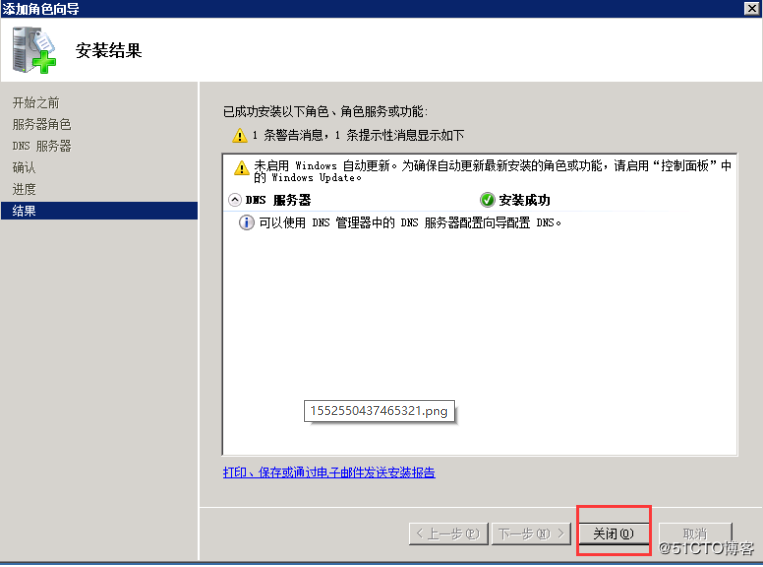 添加角色向导
安装结果
开始之前
服务器角色
DNS 服务器
确认
进度
结果
已成功安装以下角色、角色服务或功能:
1 条警告消息，1 条提示性消息显示如下
未启用 Windows 自动更新。为确保自动更新最新安装的角色或功能，请启用“控制面板”中
的 Windows Update。
DNS 服务器 安装成功
可以使用 DNS 管理器中的 DNS 服务器配置向导配置 DNS。
1552550437465321.png
打印、保存或通过电子邮件发送安装报告
< 上一步(P) 下一步(N) > 关闭(O) 取消
@51CTO博客